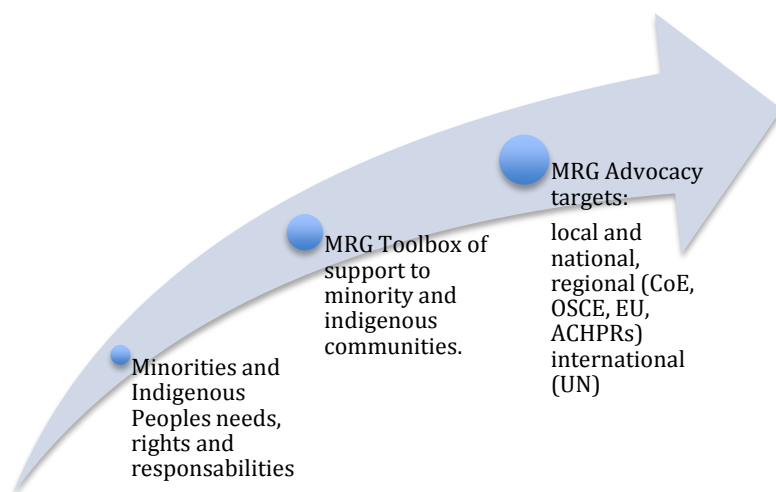 Minorities and
Indigenous
Peoples needs,
rights and
responsabilities
MRG Toolbox of
support to
minority and
indigenous
communities.
MRG Advocacy
targets:
local and
national,
regional (CoE,
OSCE, EU,
ACHPRs)
international
(UN)